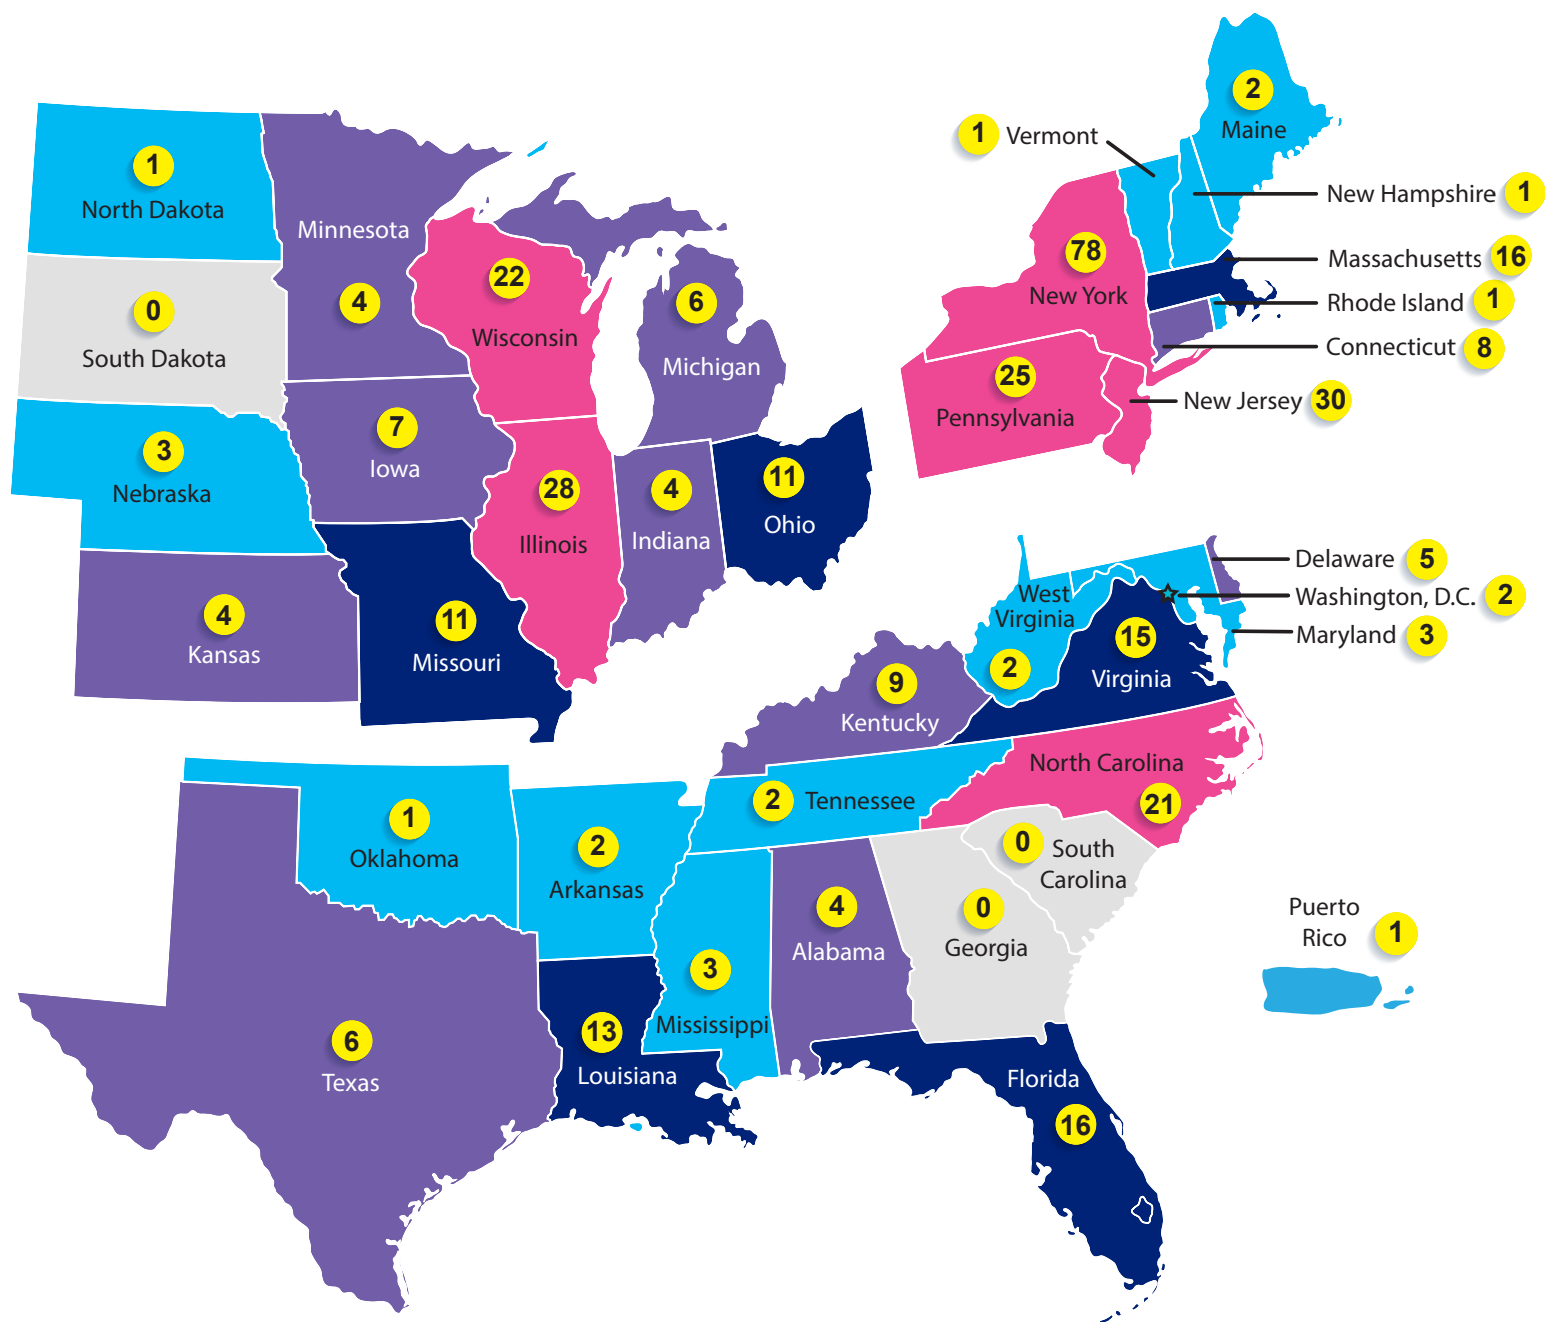 1
North Dakota
Minnesota
4
0
South Dakota
22
Wisconsin
6
Michigan
3
Nebraska
7
Iowa
28
Illinois
4
Indiana
11
Ohio
4
Kansas
11
Missouri
2
Maine
1 Vermont
New Hampshire 1
78
New York
Massachusetts 16
Rhode Island 1
Connecticut 8
25
Pennsylvania
New Jersey 30
Delaware 5
Washington, D.C. 2
Maryland 3
West
Virginia
2
15
Virginia
9
Kentucky
North Carolina
21
2 Tennessee
1
Oklahoma
2
Arkansas
0 South
Carolina
4
Alabama
0
Georgia
3
Mississippi
6
Texas
13
Louisiana
Florida
16
Puerto
Rico
1